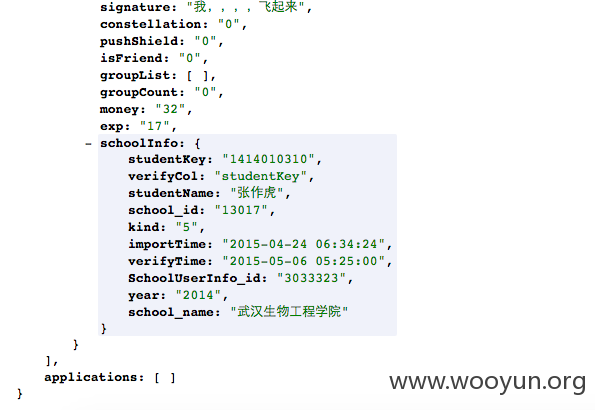 signature: "我，，，，飞起来",
constellation: "0",
pushShield: "0",
isFriend: "0",
groupList: [ ],
groupCount: "0",
money: "32",
exp: "17",
– schoolInfo: {
studentKey: "1414010310",
verifyCol: "studentKey",
studentName: "张作虎",
school_id: "13017",
kind: "5",
importTime: "2015-04-24 06:34:24",
verifyTime: "2015-05-06 05:25:00",
SchoolUserInfo_id: "3033323",
year: "2014",
school_name: "武汉生物工程学院"
}
}
],
applications: [ ]
}
www.wooyun.org